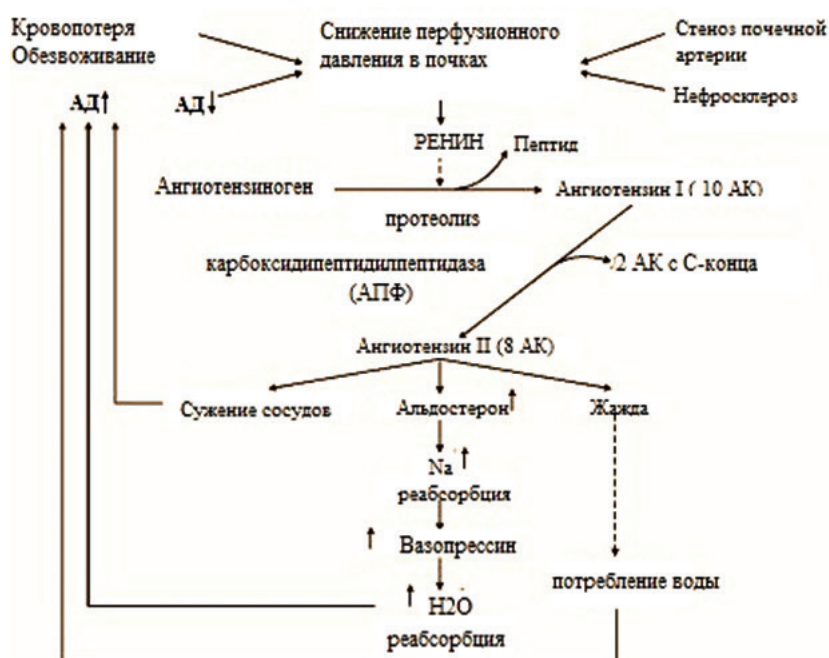 Кровопотеря
Обезвоживание
Снижение перфузионного
давления в почках
Стеноз почечной
артерии
Нефросклероз
АД↑
АД↓
РЕНИН
Пептид
Ангиотензиноген
Ангиотензин I ( 10 АК)
протеолиз
карбоксидипептидилпептидаза
(АПФ)
2 АК с С-конца
Ангиотензин II (8 АК)
Сужение сосудов
Альдостерон↑
Жажда
Na↑
реабсорбция
↑ Вазопрессин
↑ H2O
реабсорбция
потребление воды